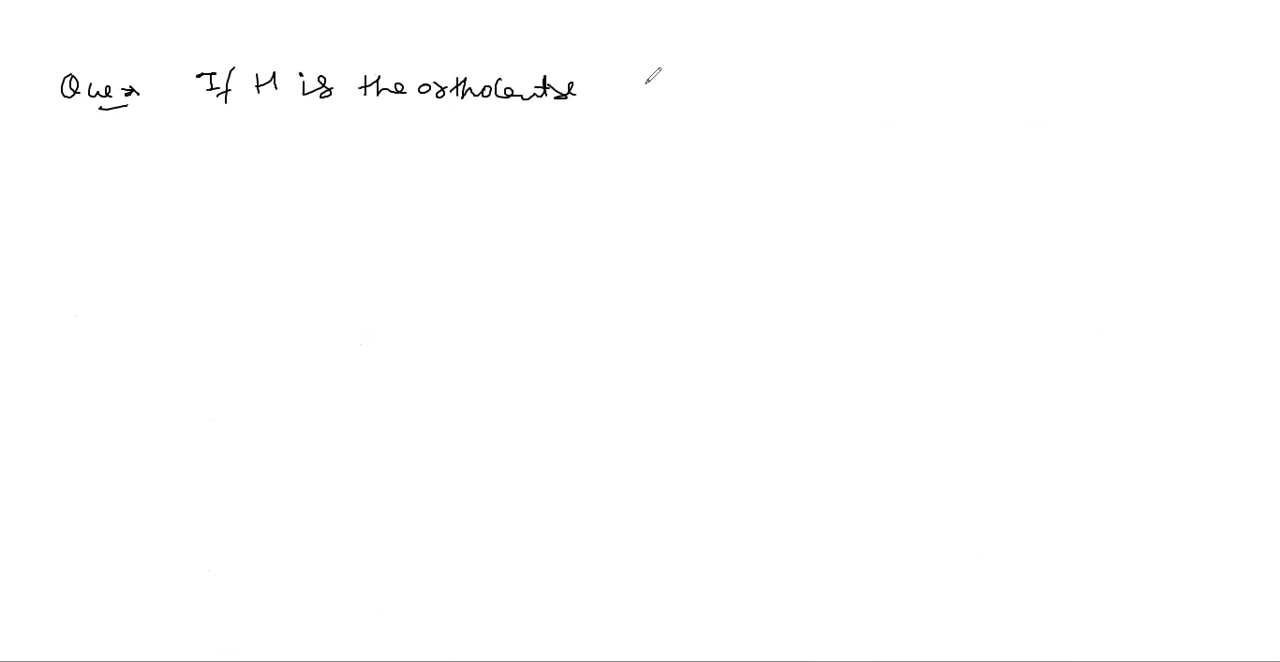 Que → If H is the orthocentre